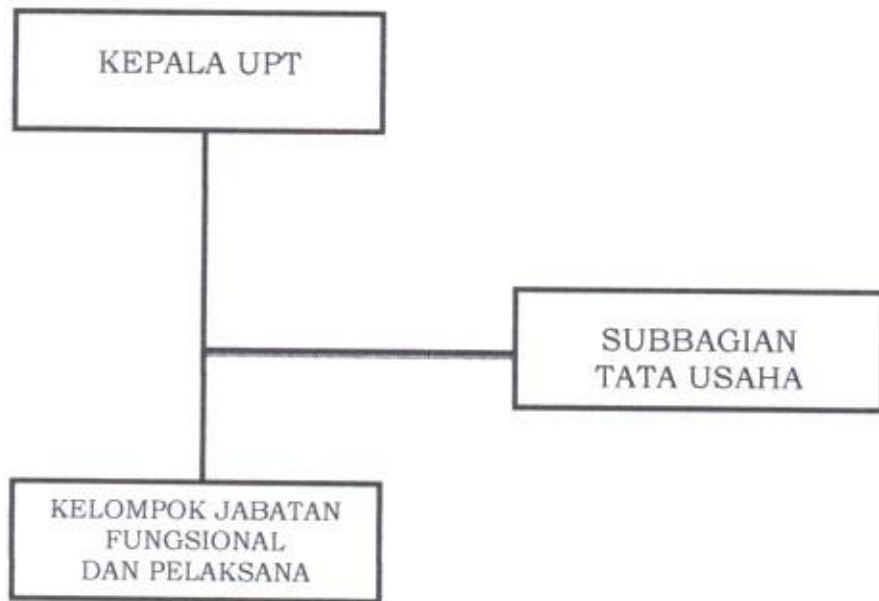 KEPALA UPT
SUBBAGIAN
TATA USAHA
KELOMPOK JABATAN
FUNGSIONAL
DAN PELAKSANA